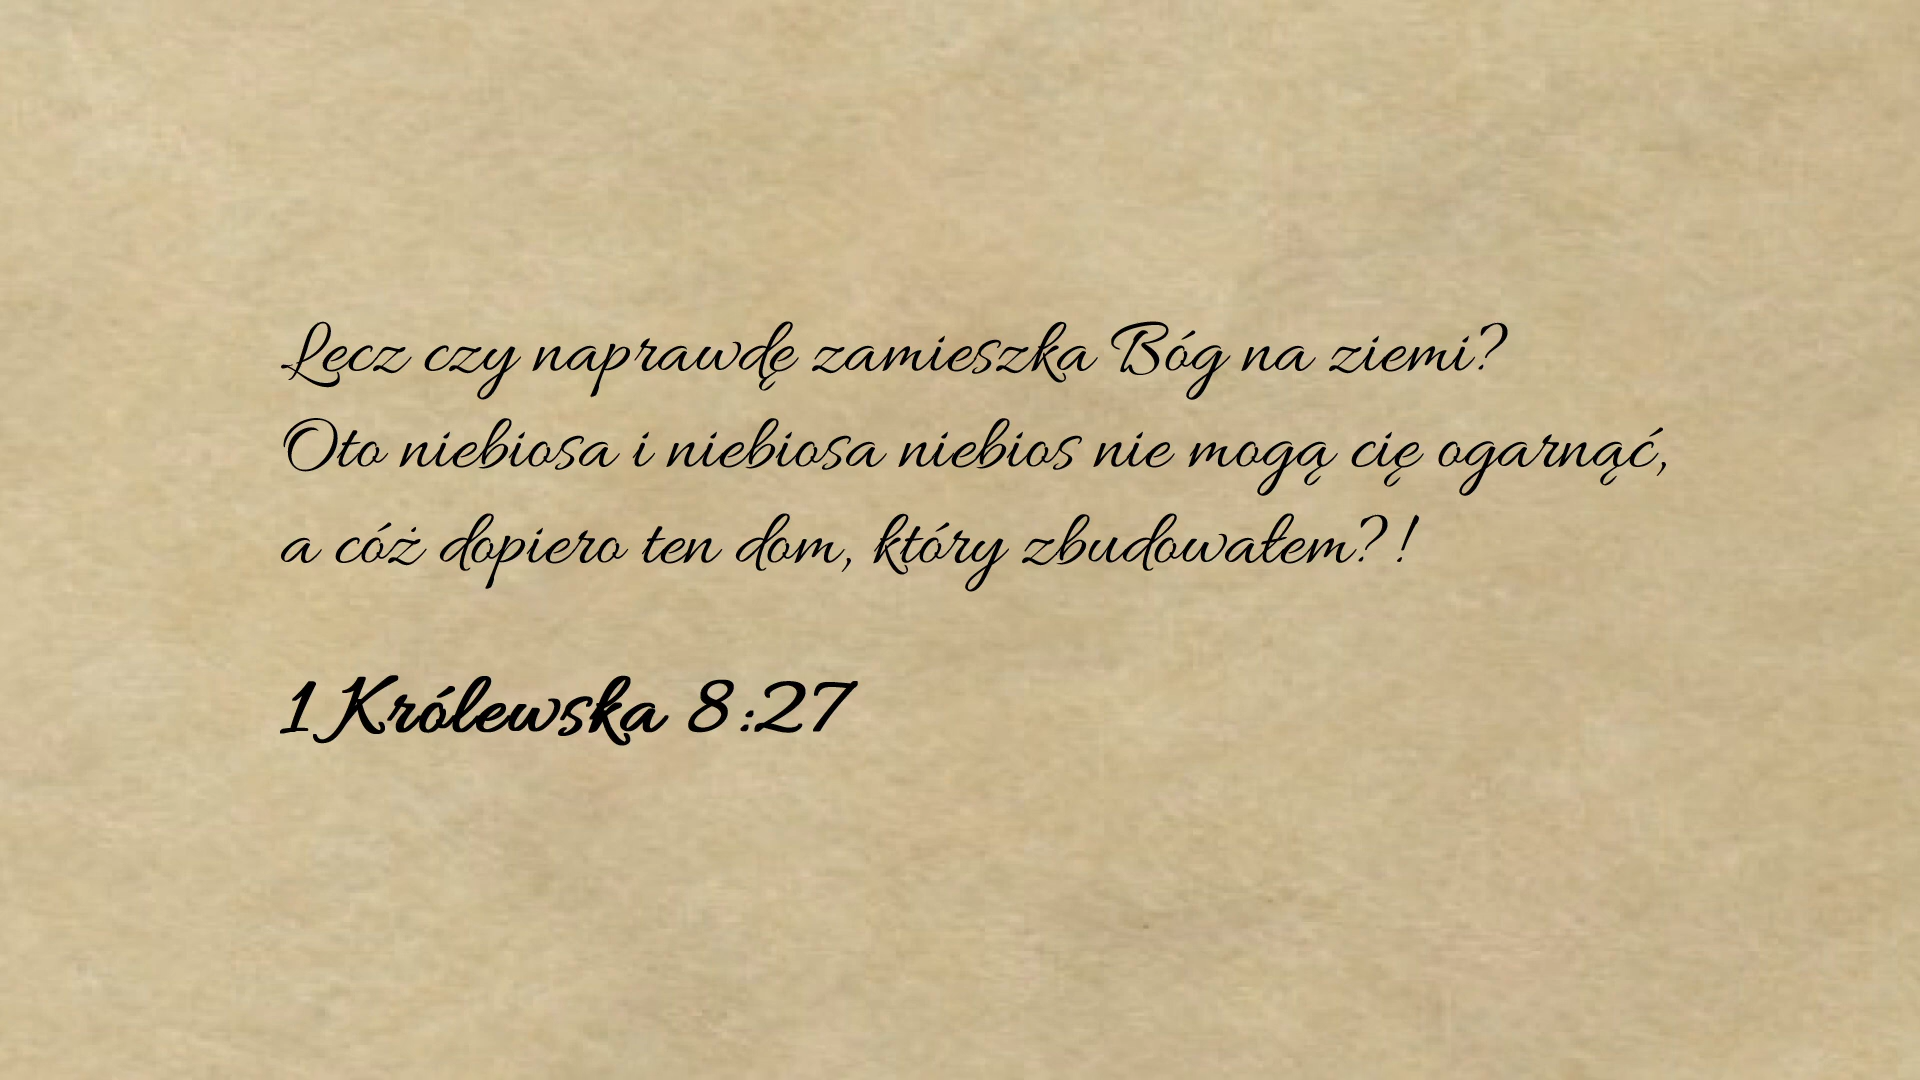 Lecz czy naprawdę zamieszka Bóg na ziemi?
Oto niebiosa i niebiosa niebios nie mogą cię ogarnąć,
a cóż dopiero ten dom, który zbudowałem?!
1 Królewska 8:27